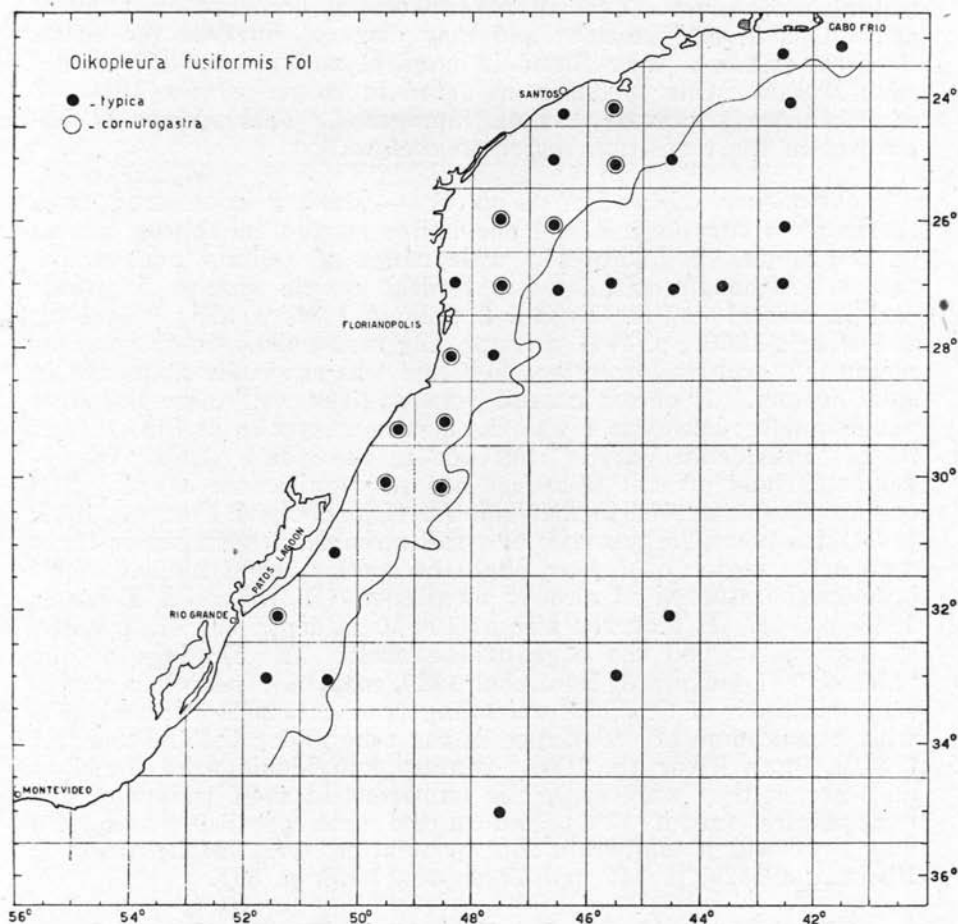 CABO FRIO
Oikopleura fusiformis Fol
● - typica
◯ - cornutogastra
SANTOS
24°
26°
FLORIANOPOLIS
28°
30°
PATOS LAGOON
RIO GRANDE
32°
34°
MONTEVIDEO
36°
56° 54° 52° 50° 48° 46° 44° 42°